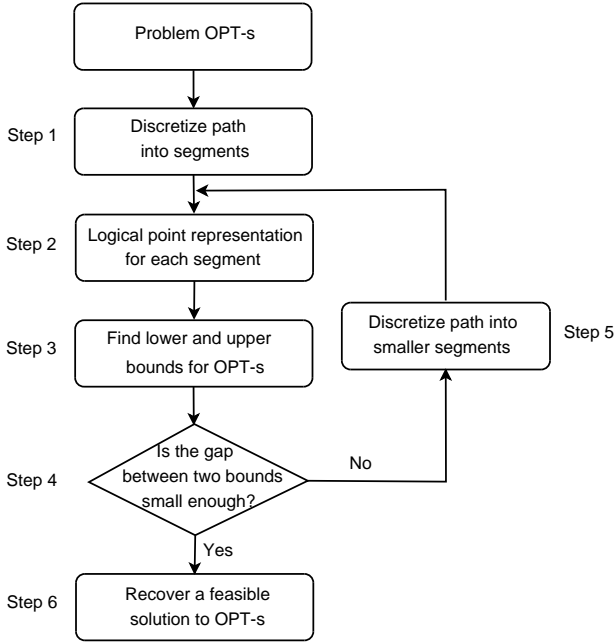 Problem OPT-s
Step 1
Discretize path
into segments
Step 2
Logical point representation
for each segment
Step 3
Find lower and upper
bounds for OPT-s
Discretize path into
smaller segments
Step 5
Step 4
Is the gap
between two bounds
small enough?
No
Yes
Step 6
Recover a feasible
solution to OPT-s